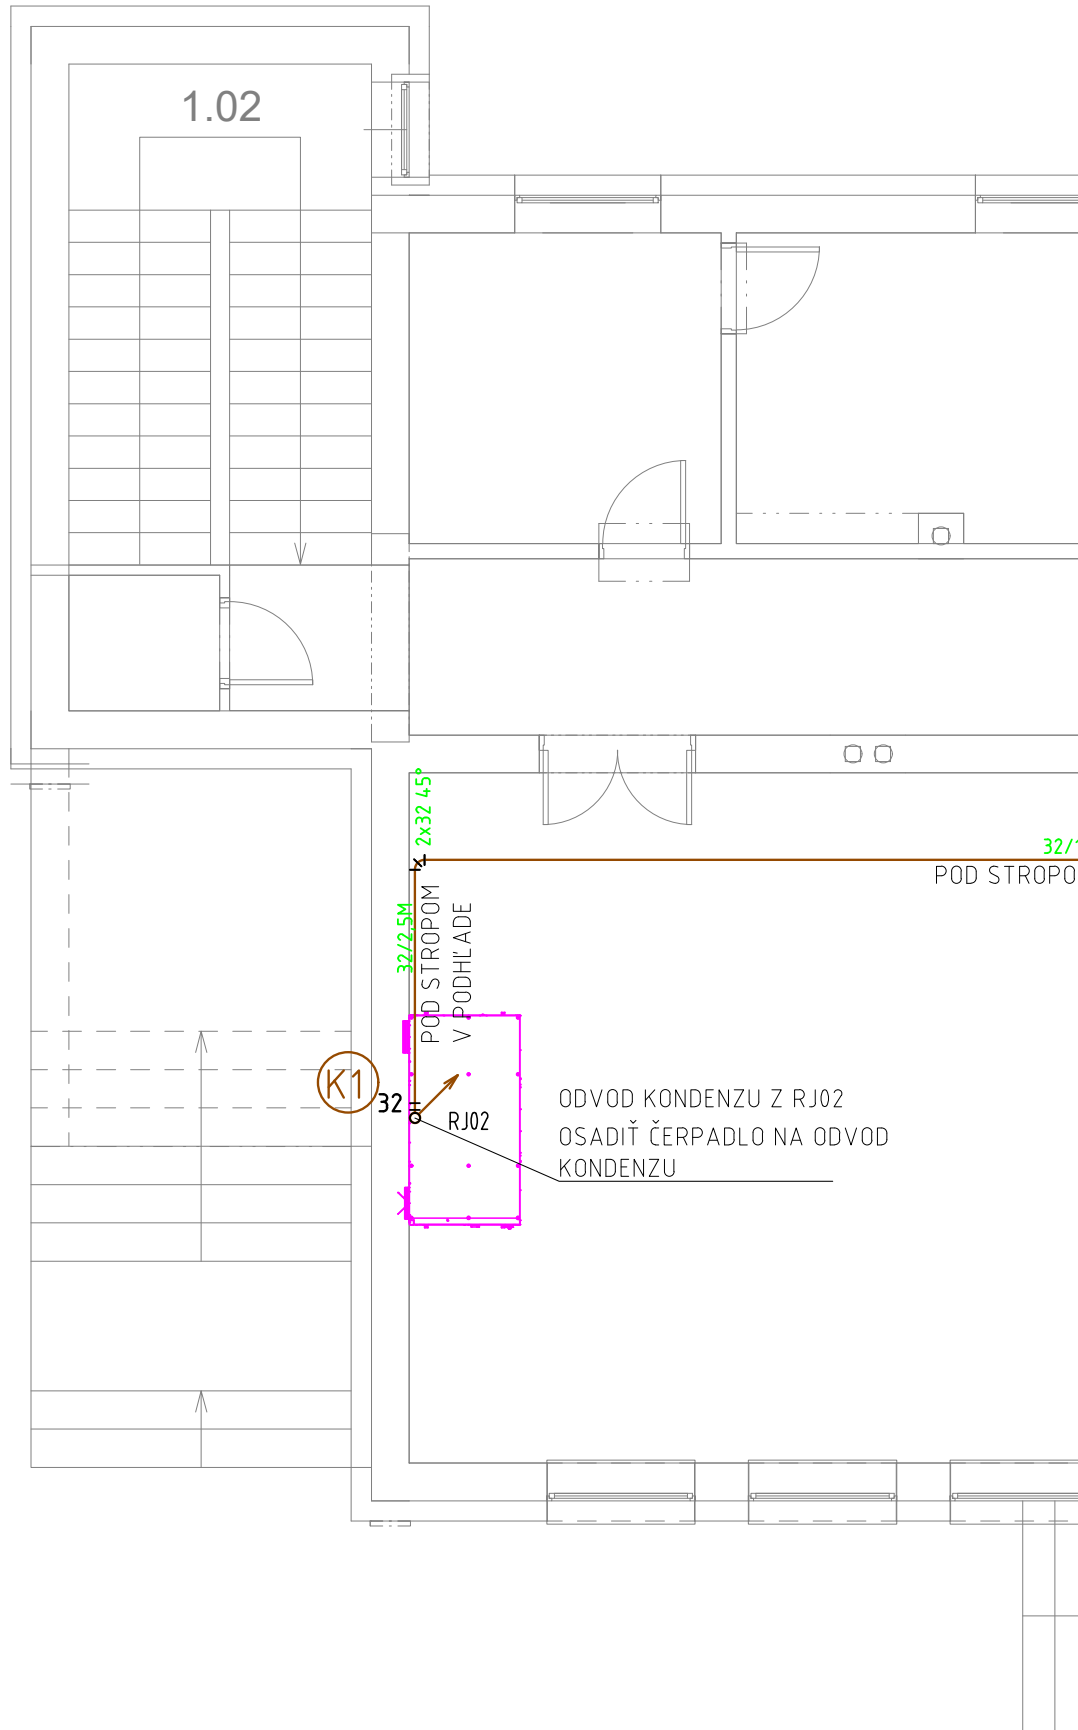 1.02
2x32 45°
32/
POD STROPO
32/2,5M
POD STROPOM
V PODHĽADE
K1
32
RJ02
ODVOD KONDENZU Z RJ02
OSADIŤ ČERPADLO NA ODVOD
KONDENZU